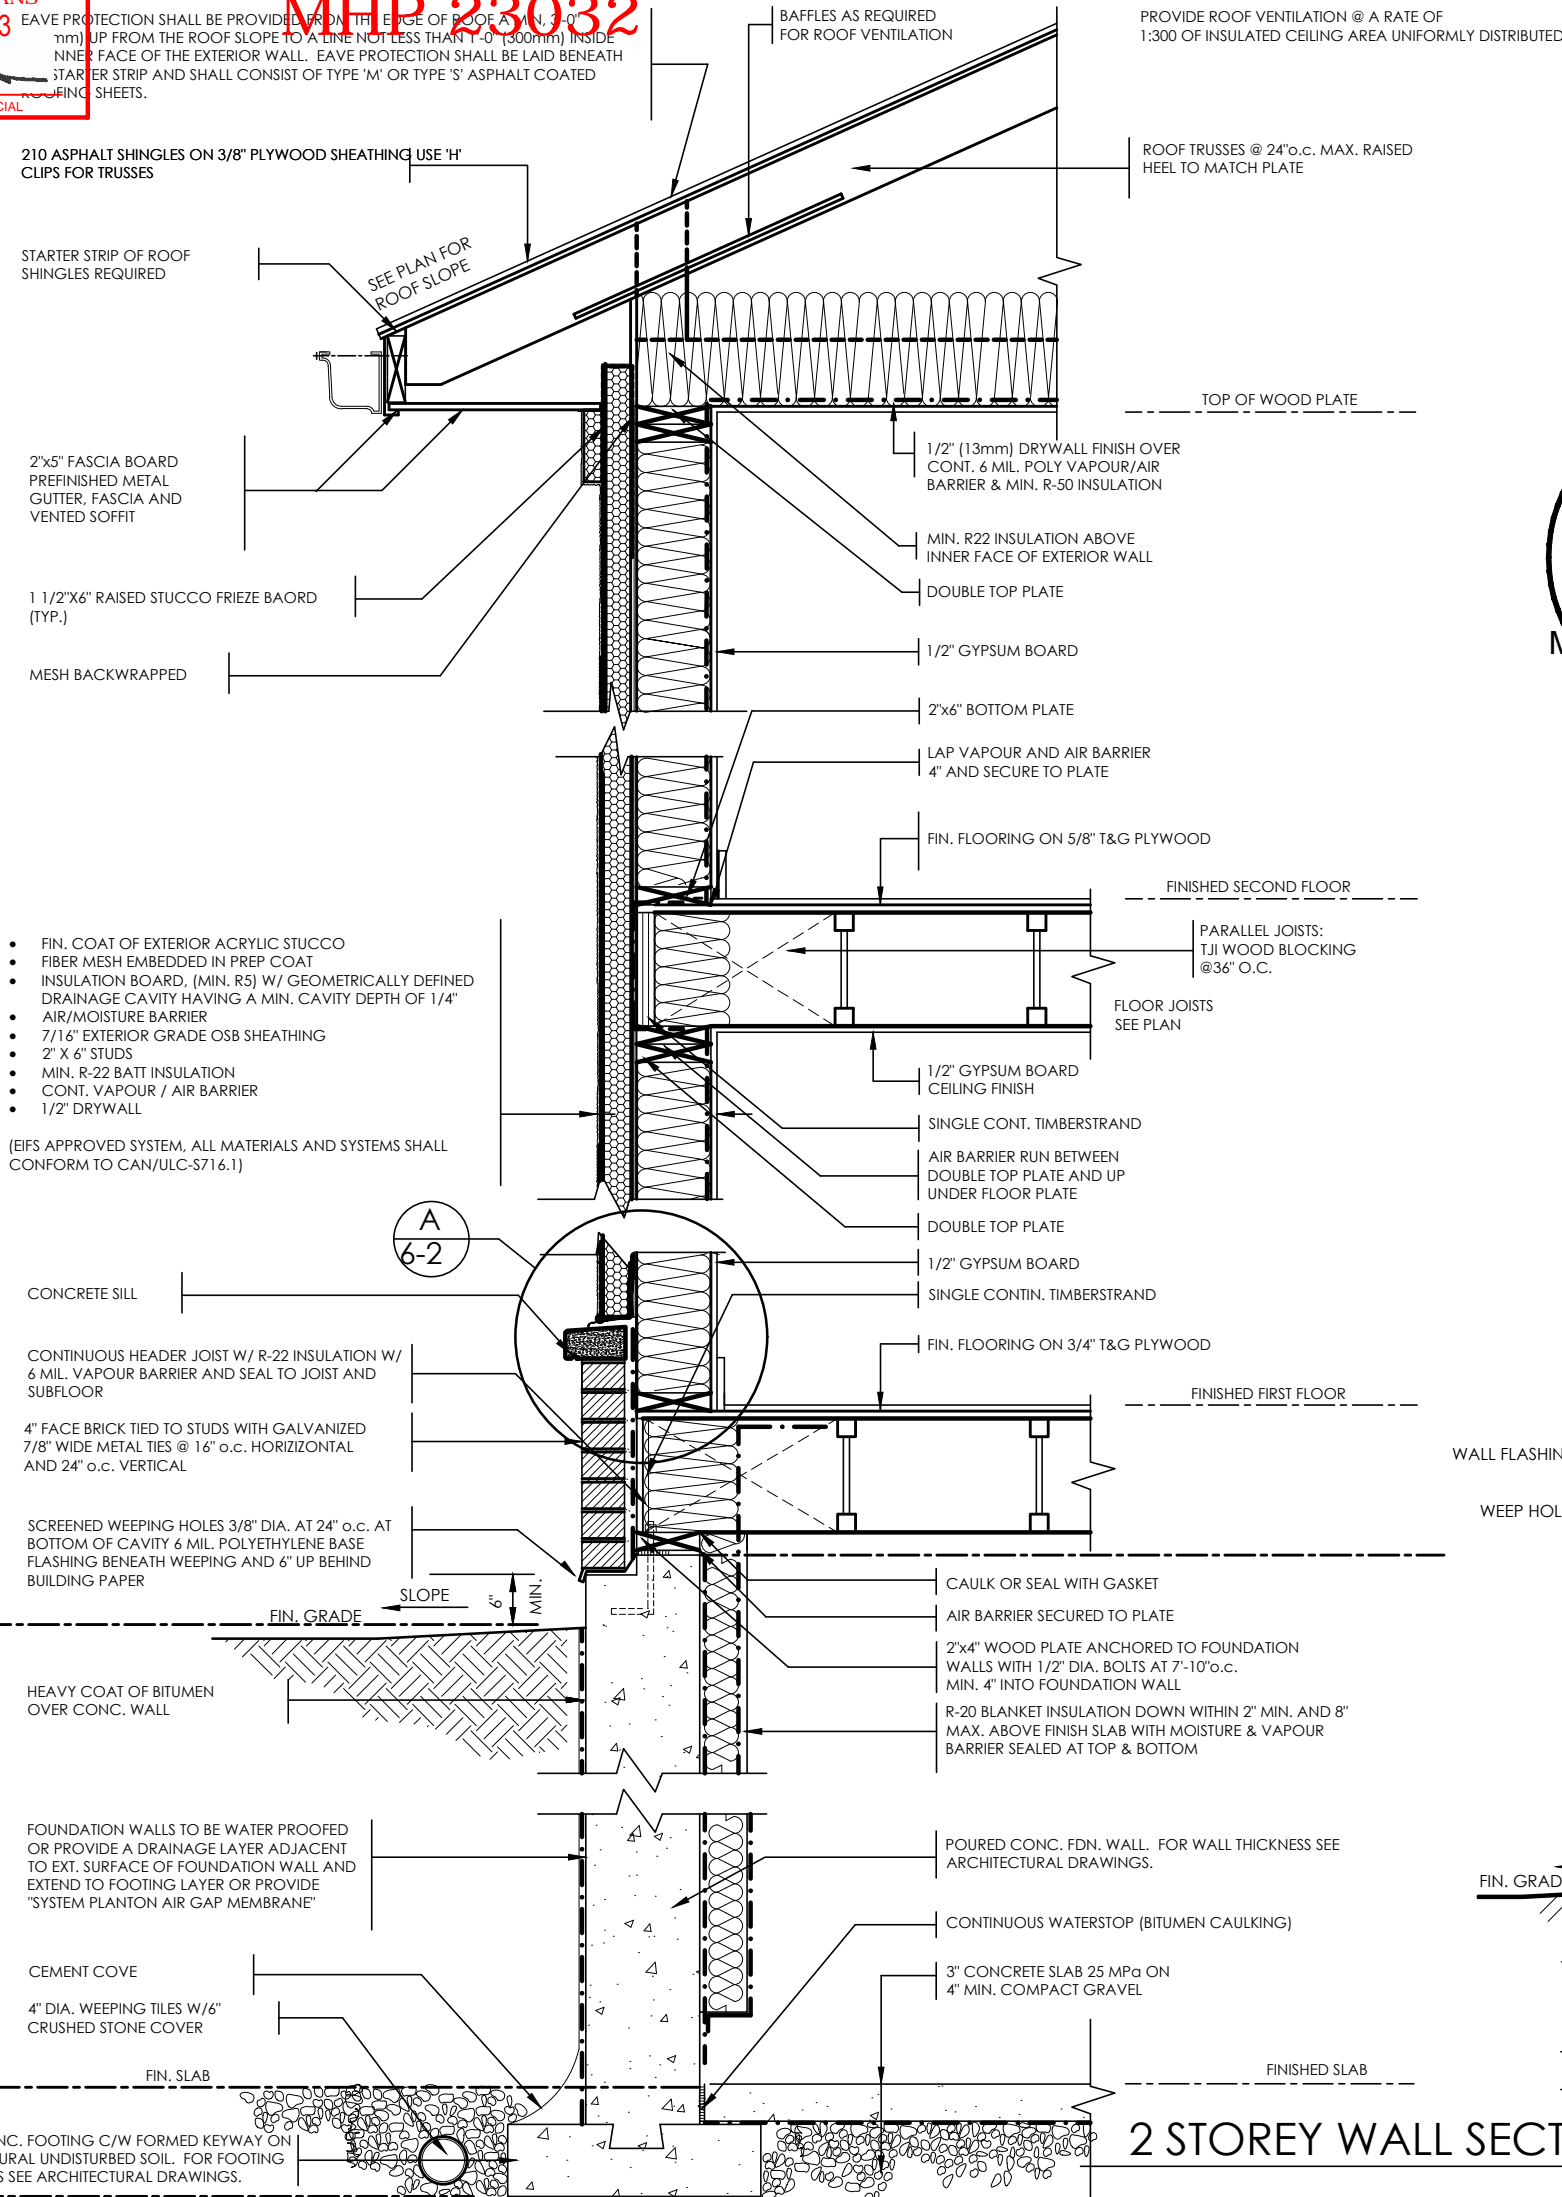 MHP 23032
3
CIAL
EAVE PROTECTION SHALL BE PROVIDED FROM THE EDGE OF ROOF A MIN, 3-0"
mm) UP FROM THE ROOF SLOPE TO A LINE NOT LESS THAN 1'-0" (300mm) INSIDE
INNER FACE OF THE EXTERIOR WALL. EAVE PROTECTION SHALL BE LAID BENEATH
STARTER STRIP AND SHALL CONSIST OF TYPE 'M' OR TYPE 'S' ASPHALT COATED
ROOFING SHEETS.
BAFFLES AS REQUIRED
FOR ROOF VENTILATION
PROVIDE ROOF VENTILATION @ A RATE OF
1:300 OF INSULATED CEILING AREA UNIFORMLY DISTRIBUTED
210 ASPHALT SHINGLES ON 3/8" PLYWOOD SHEATHING USE 'H'
CLIPS FOR TRUSSES
ROOF TRUSSES @ 24"o.c. MAX. RAISED
HEEL TO MATCH PLATE
STARTER STRIP OF ROOF
SHINGLES REQUIRED
SEE PLAN FOR
ROOF SLOPE
TOP OF WOOD PLATE
2"x5" FASCIA BOARD
PREFINISHED METAL
GUTTER, FASCIA AND
VENTED SOFFIT
1/2" (13mm) DRYWALL FINISH OVER
CONT. 6 MIL. POLY VAPOUR/AIR
BARRIER & MIN. R-50 INSULATION
MIN. R22 INSULATION ABOVE
INNER FACE OF EXTERIOR WALL
DOUBLE TOP PLATE
1 1/2"X6" RAISED STUCCO FRIEZE BAORD
(TYP.)
1/2" GYPSUM BOARD
M
MESH BACKWRAPPED
2"x6" BOTTOM PLATE
LAP VAPOUR AND AIR BARRIER
4" AND SECURE TO PLATE
FIN. FLOORING ON 5/8" T&G PLYWOOD
FINISHED SECOND FLOOR
PARALLEL JOISTS:
TJI WOOD BLOCKING
@36" O.C.
FLOOR JOISTS
SEE PLAN
• FIN. COAT OF EXTERIOR ACRYLIC STUCCO
• FIBER MESH EMBEDDED IN PREP COAT
• INSULATION BOARD, (MIN. R5) W/ GEOMETRICALLY DEFINED
DRAINAGE CAVITY HAVING A MIN. CAVITY DEPTH OF 1/4"
• AIR/MOISTURE BARRIER
• 7/16" EXTERIOR GRADE OSB SHEATHING
• 2" X 6" STUDS
• MIN. R-22 BATT INSULATION
• CONT. VAPOUR / AIR BARRIER
• 1/2" DRYWALL
(EIFS APPROVED SYSTEM, ALL MATERIALS AND SYSTEMS SHALL
CONFORM TO CAN/ULC-S716.1)
1/2" GYPSUM BOARD
CEILING FINISH
SINGLE CONT. TIMBERSTRAND
AIR BARRIER RUN BETWEEN
DOUBLE TOP PLATE AND UP
UNDER FLOOR PLATE
DOUBLE TOP PLATE
A
6-2
1/2" GYPSUM BOARD
SINGLE CONTIN. TIMBERSTRAND
CONCRETE SILL
FIN. FLOORING ON 3/4" T&G PLYWOOD
CONTINUOUS HEADER JOIST W/ R-22 INSULATION W/
6 MIL. VAPOUR BARRIER AND SEAL TO JOIST AND
SUBFLOOR
FINISHED FIRST FLOOR
4" FACE BRICK TIED TO STUDS WITH GALVANIZED
7/8" WIDE METAL TIES @ 16" o.c. HORIZIZONTAL
AND 24" o.c. VERTICAL
WALL FLASHIN
WEEP HOL
SCREENED WEEPING HOLES 3/8" DIA. AT 24" o.c. AT
BOTTOM OF CAVITY 6 MIL. POLYETHYLENE BASE
FLASHING BENEATH WEEPING AND 6" UP BEHIND
BUILDING PAPER
SLOPE
6"
MIN.
FIN. GRADE
CAULK OR SEAL WITH GASKET
AIR BARRIER SECURED TO PLATE
2"x4" WOOD PLATE ANCHORED TO FOUNDATION
WALLS WITH 1/2" DIA. BOLTS AT 7'-10"o.c.
MIN. 4" INTO FOUNDATION WALL
HEAVY COAT OF BITUMEN
OVER CONC. WALL
R-20 BLANKET INSULATION DOWN WITHIN 2" MIN. AND 8"
MAX. ABOVE FINISH SLAB WITH MOISTURE & VAPOUR
BARRIER SEALED AT TOP & BOTTOM
FOUNDATION WALLS TO BE WATER PROOFED
OR PROVIDE A DRAINAGE LAYER ADJACENT
TO EXT. SURFACE OF FOUNDATION WALL AND
EXTEND TO FOOTING LAYER OR PROVIDE
"SYSTEM PLANTON AIR GAP MEMBRANE"
POURED CONC. FDN. WALL. FOR WALL THICKNESS SEE
ARCHITECTURAL DRAWINGS.
FIN. GRAD
CONTINUOUS WATERSTOP (BITUMEN CAULKING)
CEMENT COVE
3" CONCRETE SLAB 25 MPa ON
4" MIN. COMPACT GRAVEL
4" DIA. WEEPING TILES W/6"
CRUSHED STONE COVER
FIN. SLAB
FINISHED SLAB
NC. FOOTING C/W FORMED KEYWAY ON
URAL UNDISTURBED SOIL. FOR FOOTING
S SEE ARCHITECTURAL DRAWINGS.
2 STOREY WALL SECT